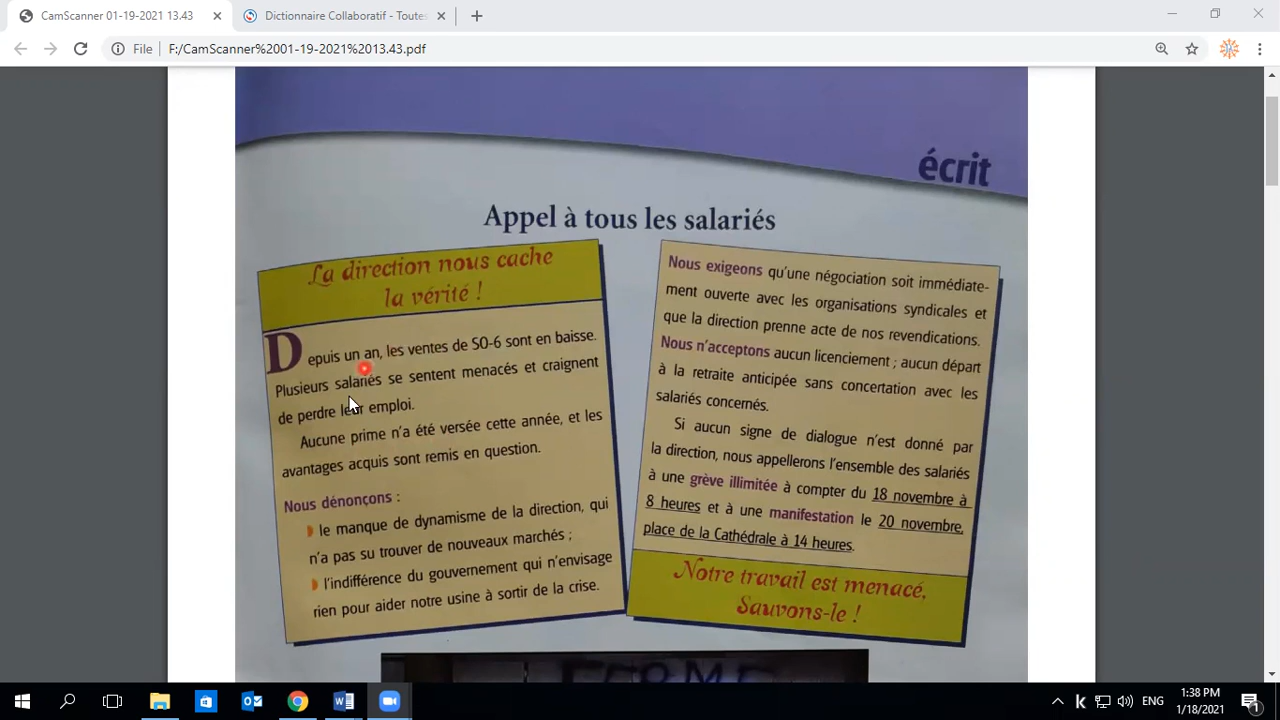 CamScanner 01-19-2021 13.43
Dictionnaire Collaboratif - Toutes
File
F:/CamScanner%2001-19-2021%2013.43.pdf
écrit
Appel à tous les salariés
La direction nous cache
la vérité !
Depuis un an, les ventes de SO-6 sont en baisse.
Plusieurs salariés se sentent menacés et craignent
de perdre leur emploi.
Aucune prime n'a été versée cette année, et les
avantages acquis sont remis en question.
Nous dénonçons :
le manque de dynamisme de la direction, qui
n'a pas su trouver de nouveaux marchés ;
l'indifférence du gouvernement qui n'envisage
rien pour aider notre usine à sortir de la crise.
Nous exigeons qu'une négociation soit immédiate-
ment ouverte avec les organisations syndicales et
que la direction prenne acte de nos revendications.
Nous n'acceptons aucun licenciement ; aucun départ
à la retraite anticipée sans concertation avec les
salariés concernés.
Si aucun signe de dialogue n'est donné par
la direction, nous appellerons l'ensemble des salariés
à une grève illimitée à compter du 18 novembre à
8 heures et à une manifestation le 20 novembre,
place de la Cathédrale à 14 heures.
Notre travail est menacé,
Sauvons-le !
ENG
1:38 PM
1/18/2021